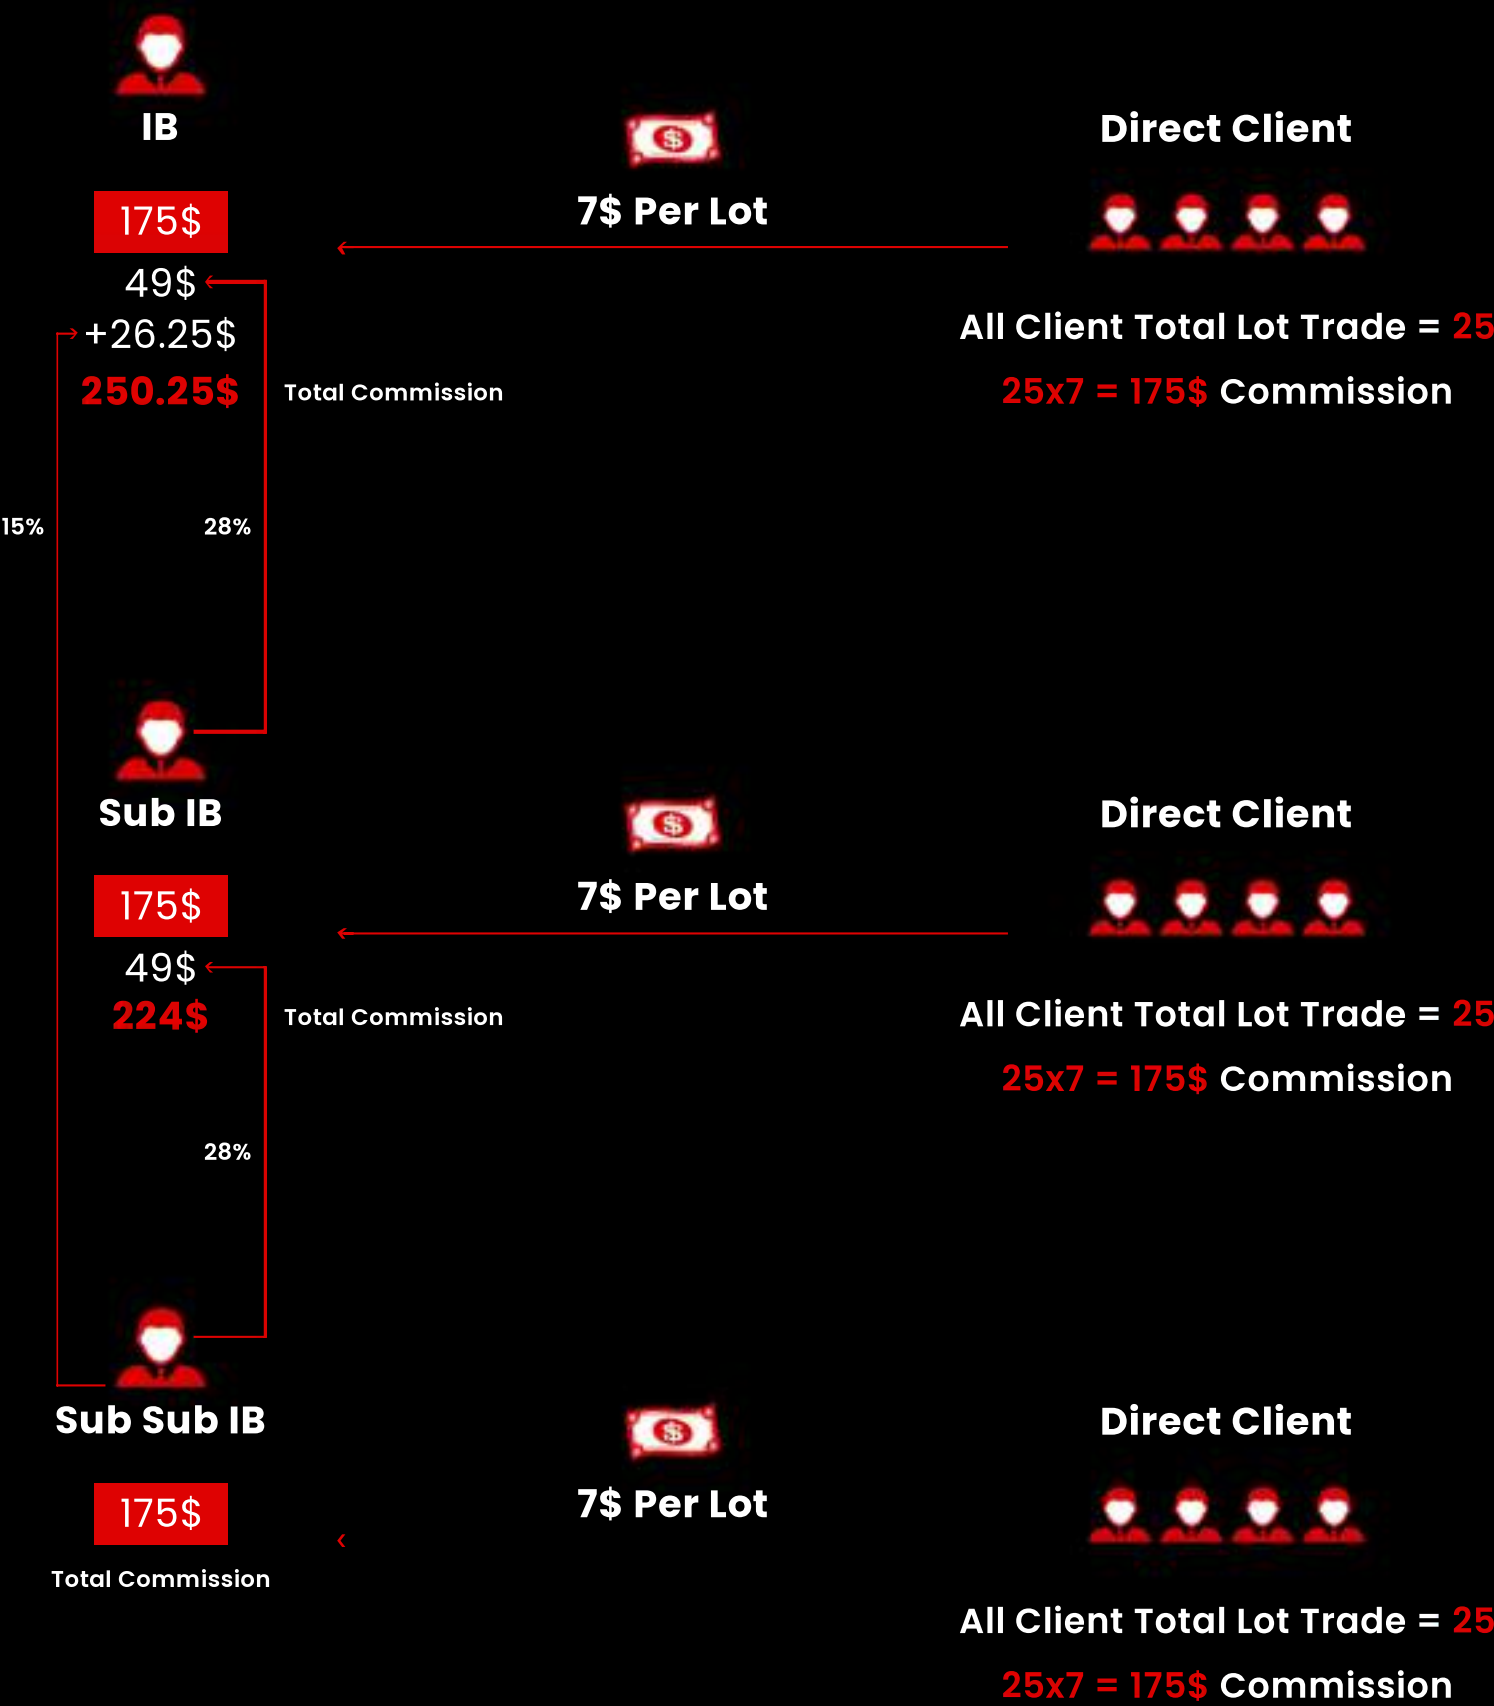 IB
Direct Client
7$ Per Lot
175$
49$
+26.25$
All Client Total Lot Trade = 25
250.25$
Total Commission
25x7 = 175$ Commission
15%
28%
Sub IB
Direct Client
7$ Per Lot
175$
49$
224$
Total Commission
All Client Total Lot Trade = 25
25x7 = 175$ Commission
28%
Sub Sub IB
Direct Client
7$ Per Lot
175$
Total Commission
All Client Total Lot Trade = 25
25x7 = 175$ Commission